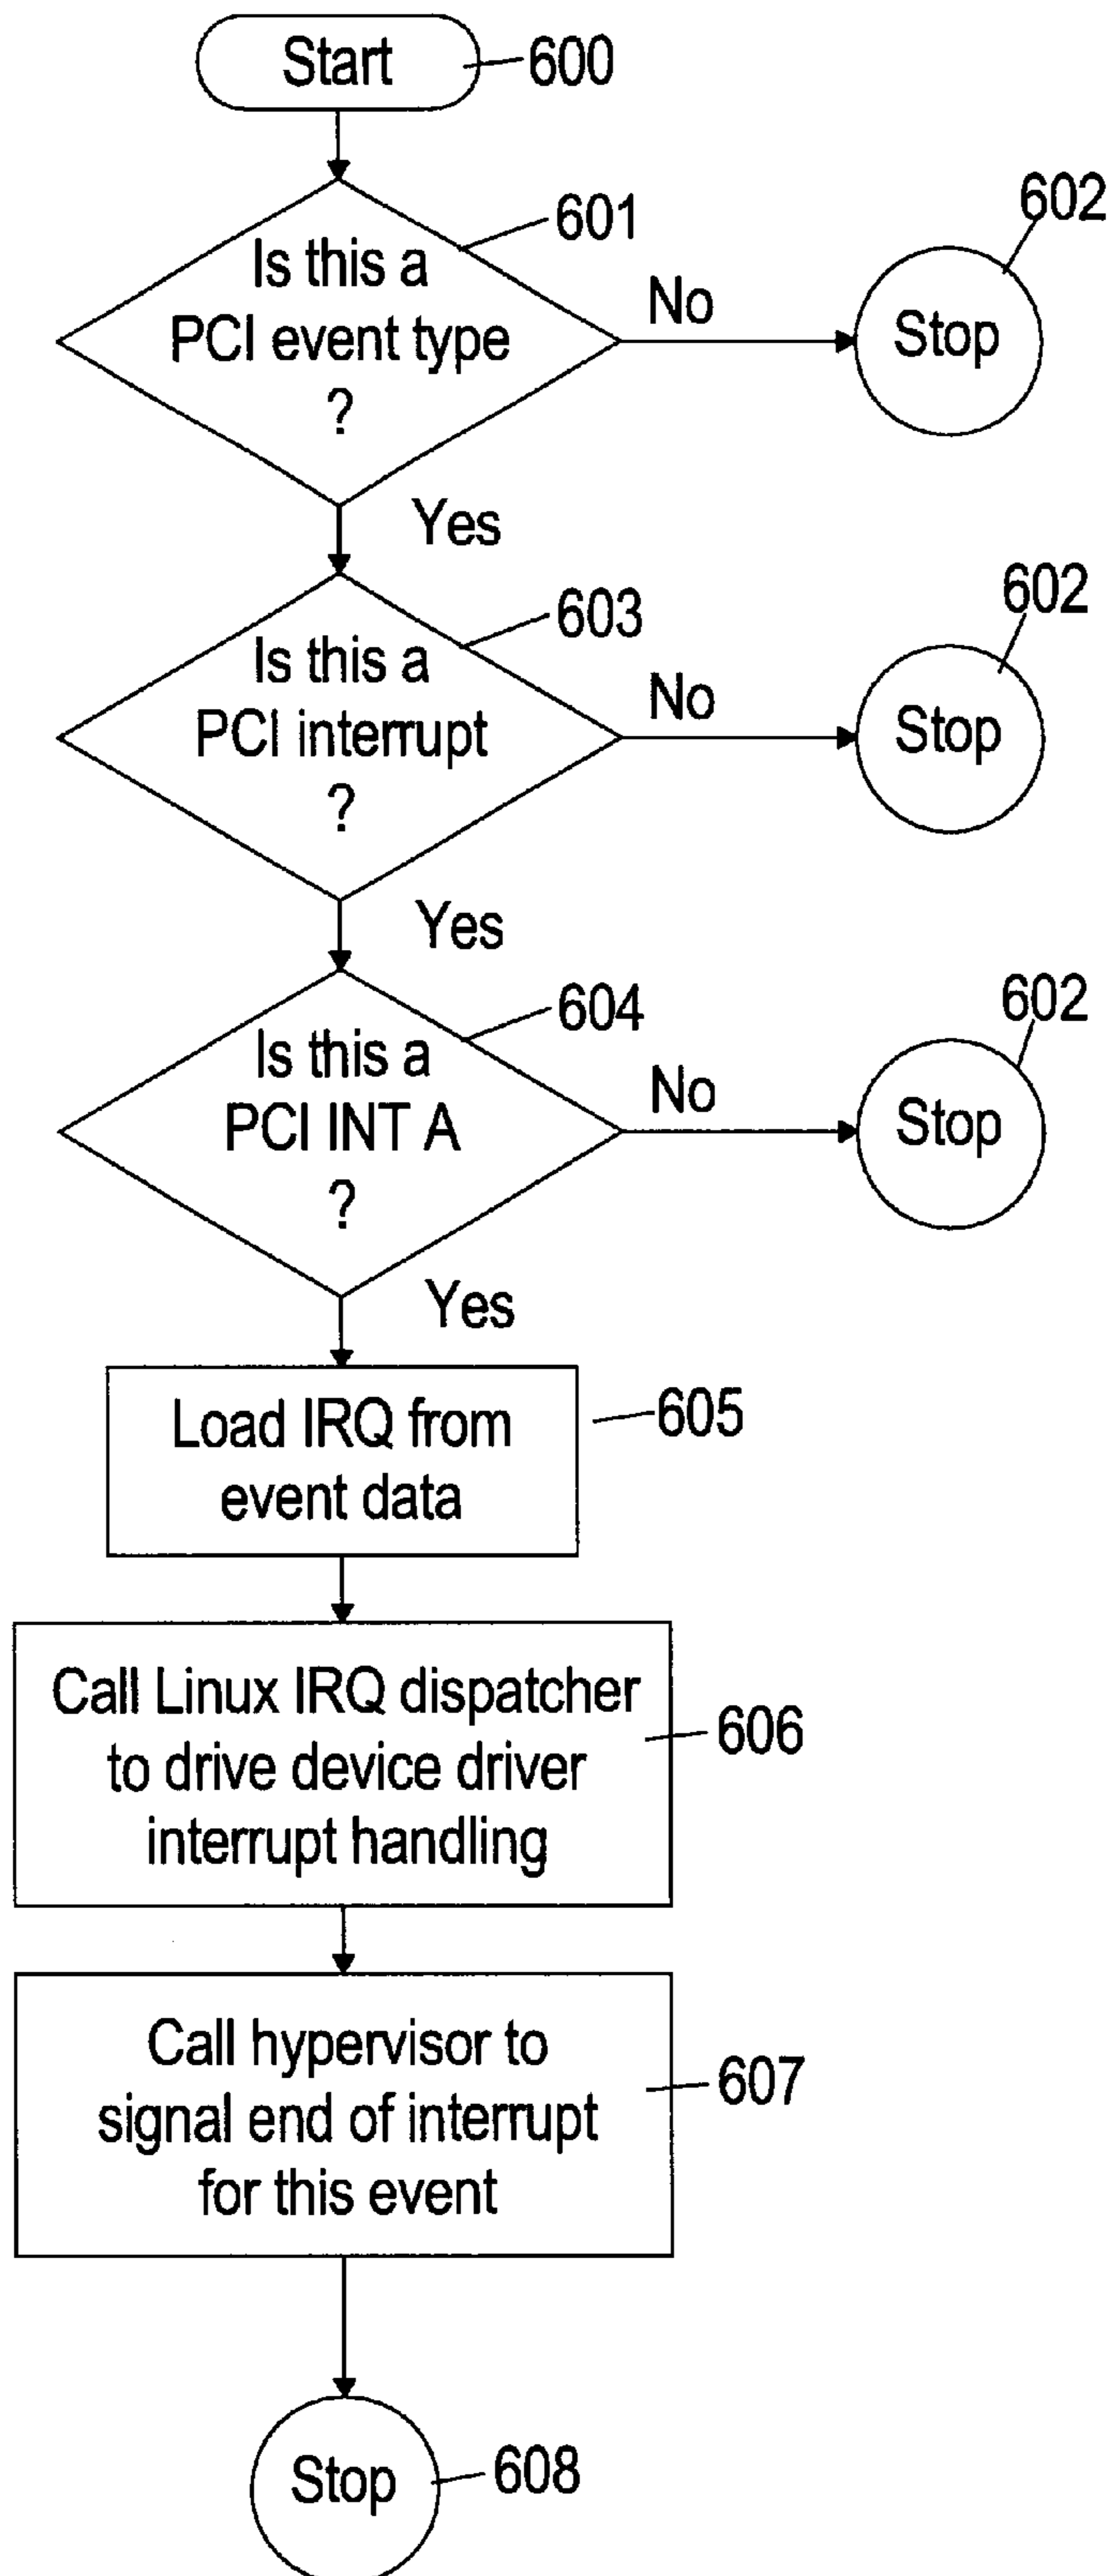 Start
600
601
602
Is this a
PCI event type
?
No
Stop
Yes
603
602
Is this a
PCI interrupt
?
No
Stop
Yes
604
602
Is this a
PCI INT A
?
No
Stop
Yes
Load IRQ from
event data
605
Call Linux IRQ dispatcher
to drive device driver
interrupt handling
606
Call hypervisor to
signal end of interrupt
for this event
607
Stop
608